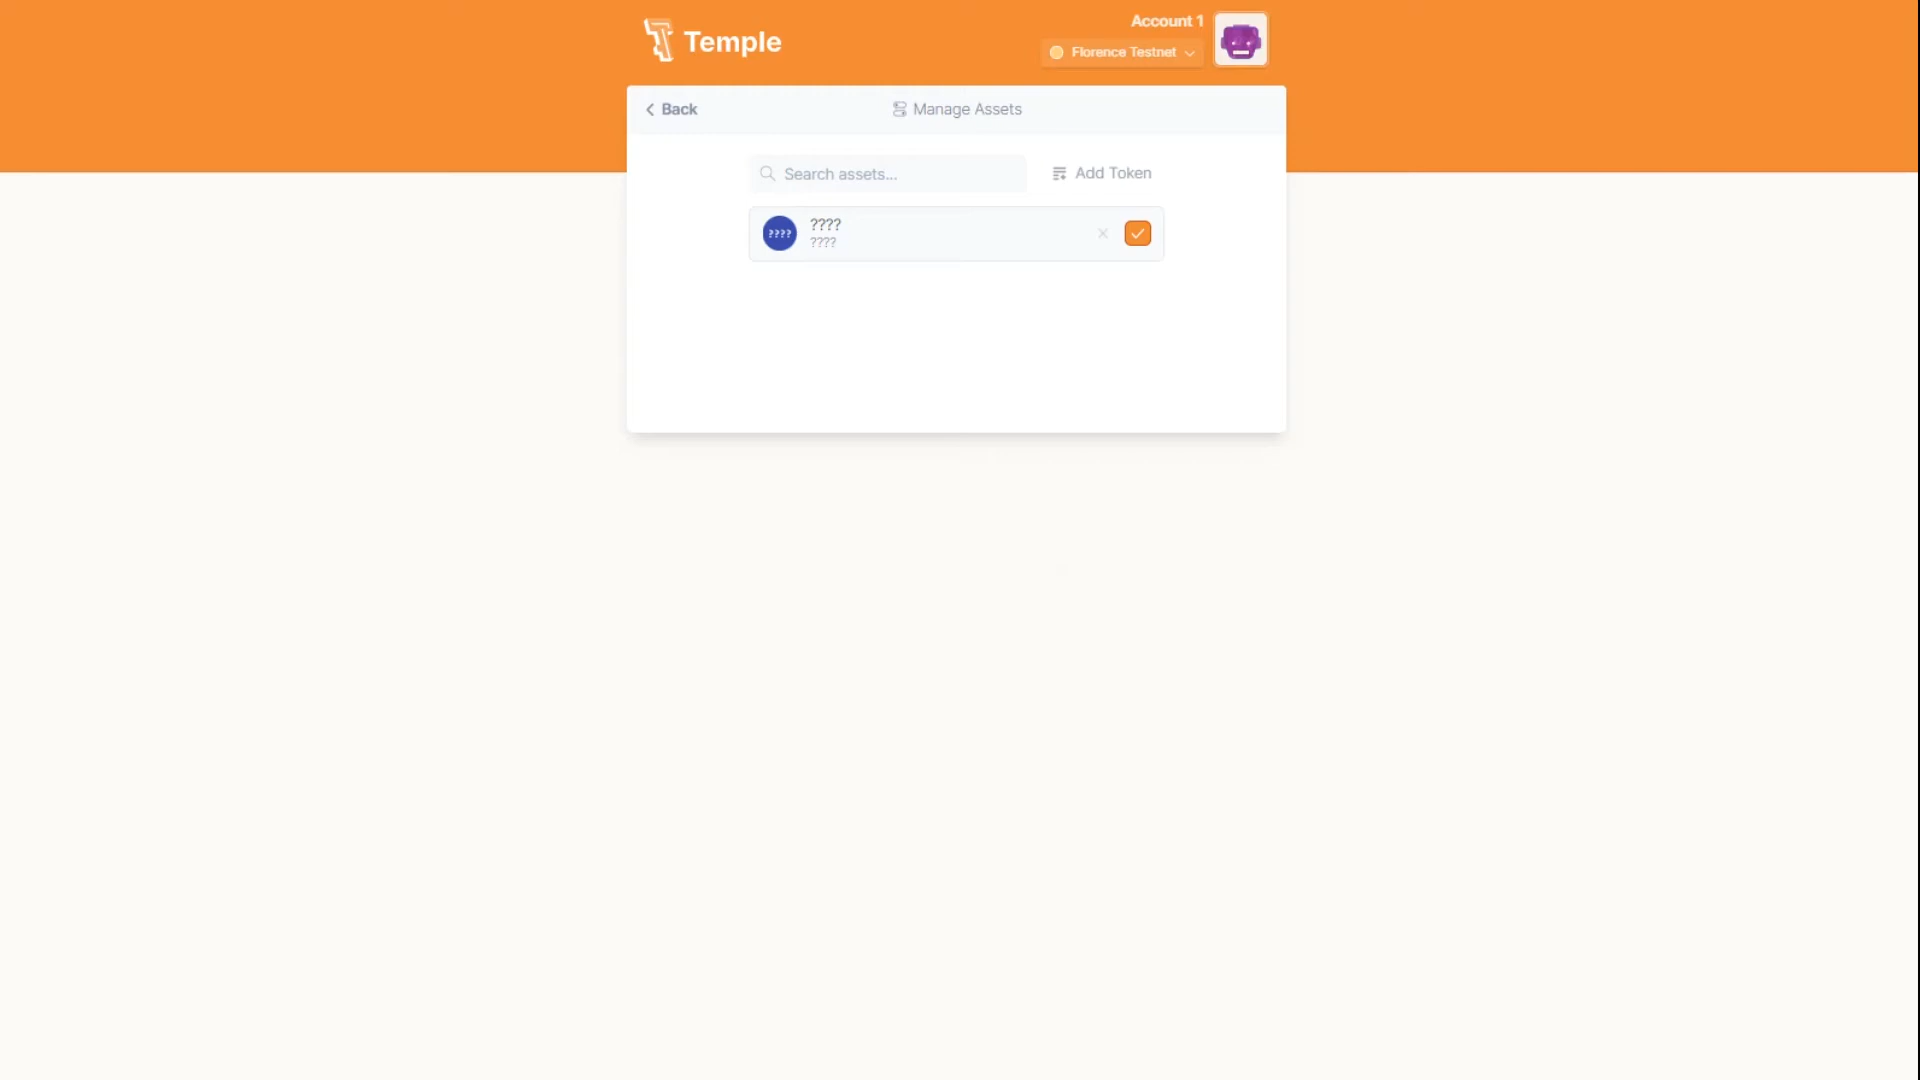 Temple
Account 1
Florence Testnet
Back
Manage Assets
Search assets...
Add Token
????
????
????